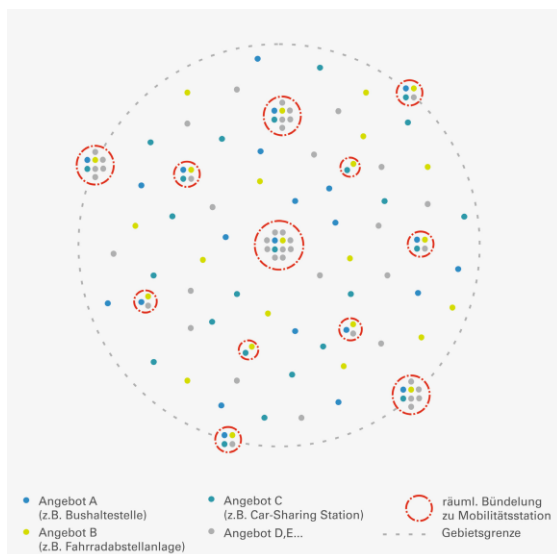 Angebot A
(z.B. Bushaltestelle)
Angebot B
(z.B. Fahrradabstellanlage)
Angebot C
(z.B. Car-Sharing Station)
Angebot D,E...
räuml. Bündelung
zu Mobilitätsstation
Gebietsgrenze